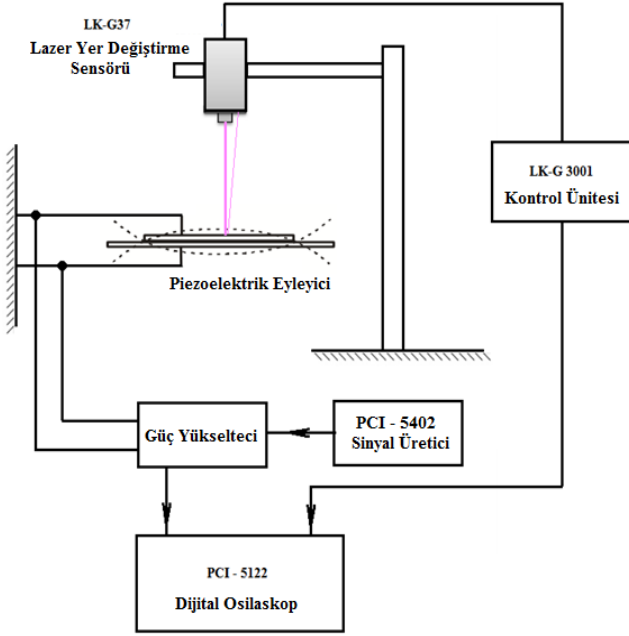 LK-G37
Lazer Yer Değiştirme
Sensörü
LK-G 3001
Kontrol Ünitesi
Piezoelektrik Eyleyici
Güç Yükselteci
PCI - 5402
Sinyal Üretici
PCI - 5122
Dijital Osilaskop